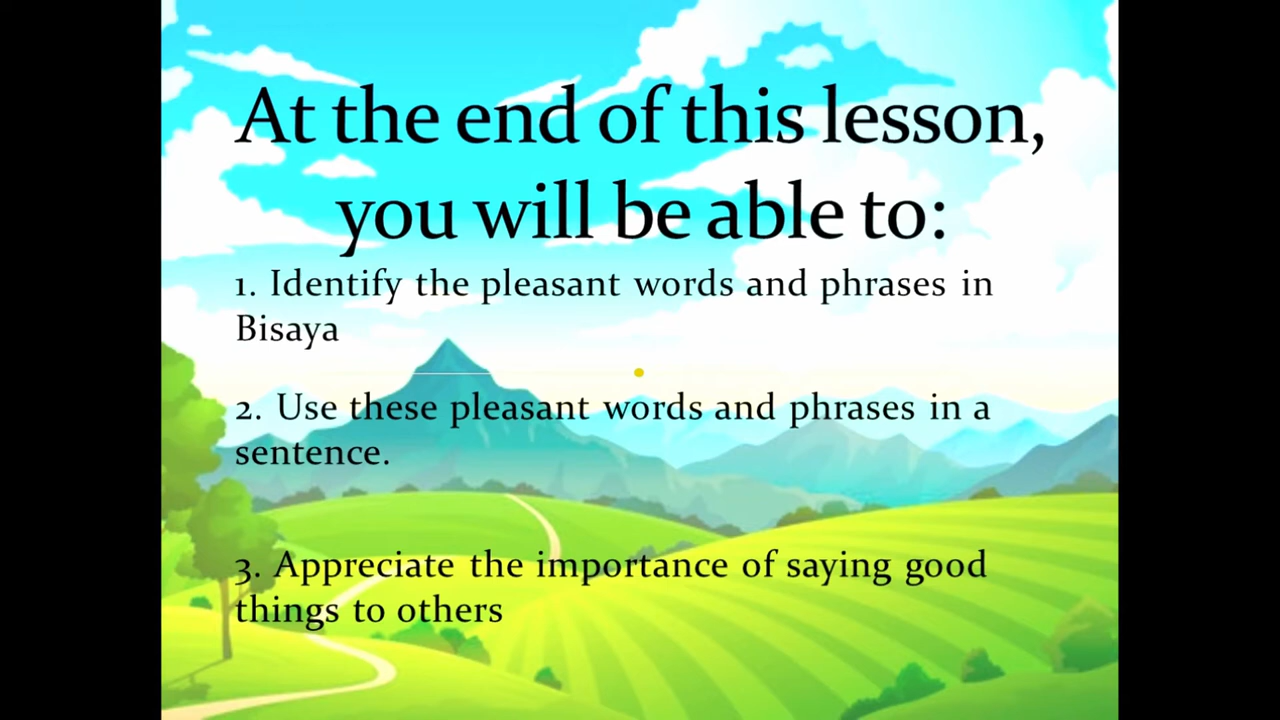 At the end of this lesson,
you will be able to:
1. Identify the pleasant words and phrases in
Bisaya
2. Use these pleasant words and phrases in a
sentence.
3. Appreciate the importance of saying good
things to others